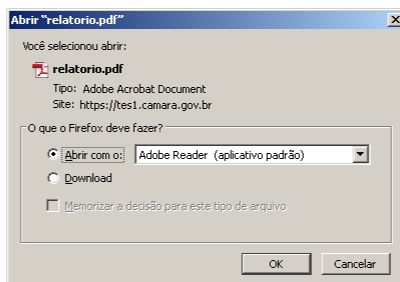 Abrir “relatorio.pdf”
Você selecionou abrir:
relatorio.pdf
Tipo: Adobe Acrobat Document
Site: https://tes1.camara.gov.br
O que o Firefox deve fazer?
Abrir com o: Adobe Reader (aplicativo padrão)
Download
Memorizar a decisão para este tipo de arquivo
OK Cancelar